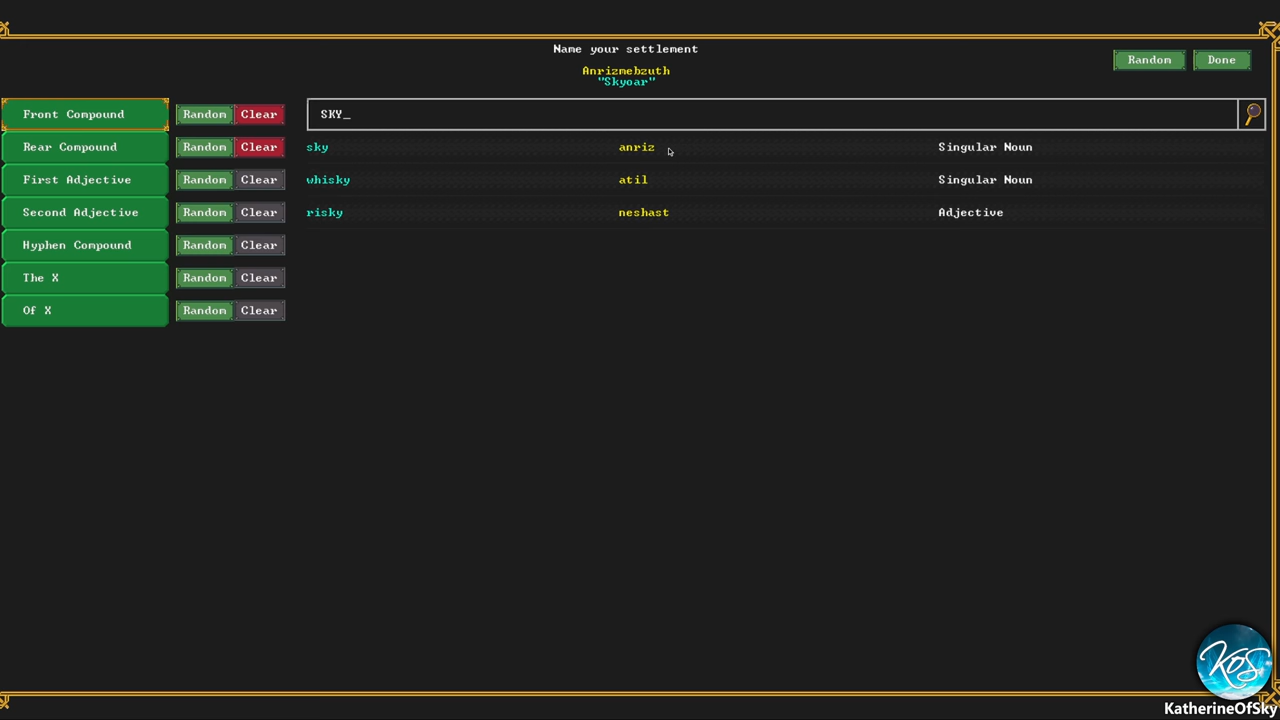 Name your settlement
Anrizmebzuth
"Skyoar"
Random Done
Front Compound Random Clear SKY_
Rear Compound Random Clear sky anriz Singular Noun
First Adjective Random Clear whisky atil Singular Noun
Second Adjective Random Clear risky neshast Adjective
Hyphen Compound Random Clear
The X Random Clear
Of X Random Clear
KOS
KatherineOfSky